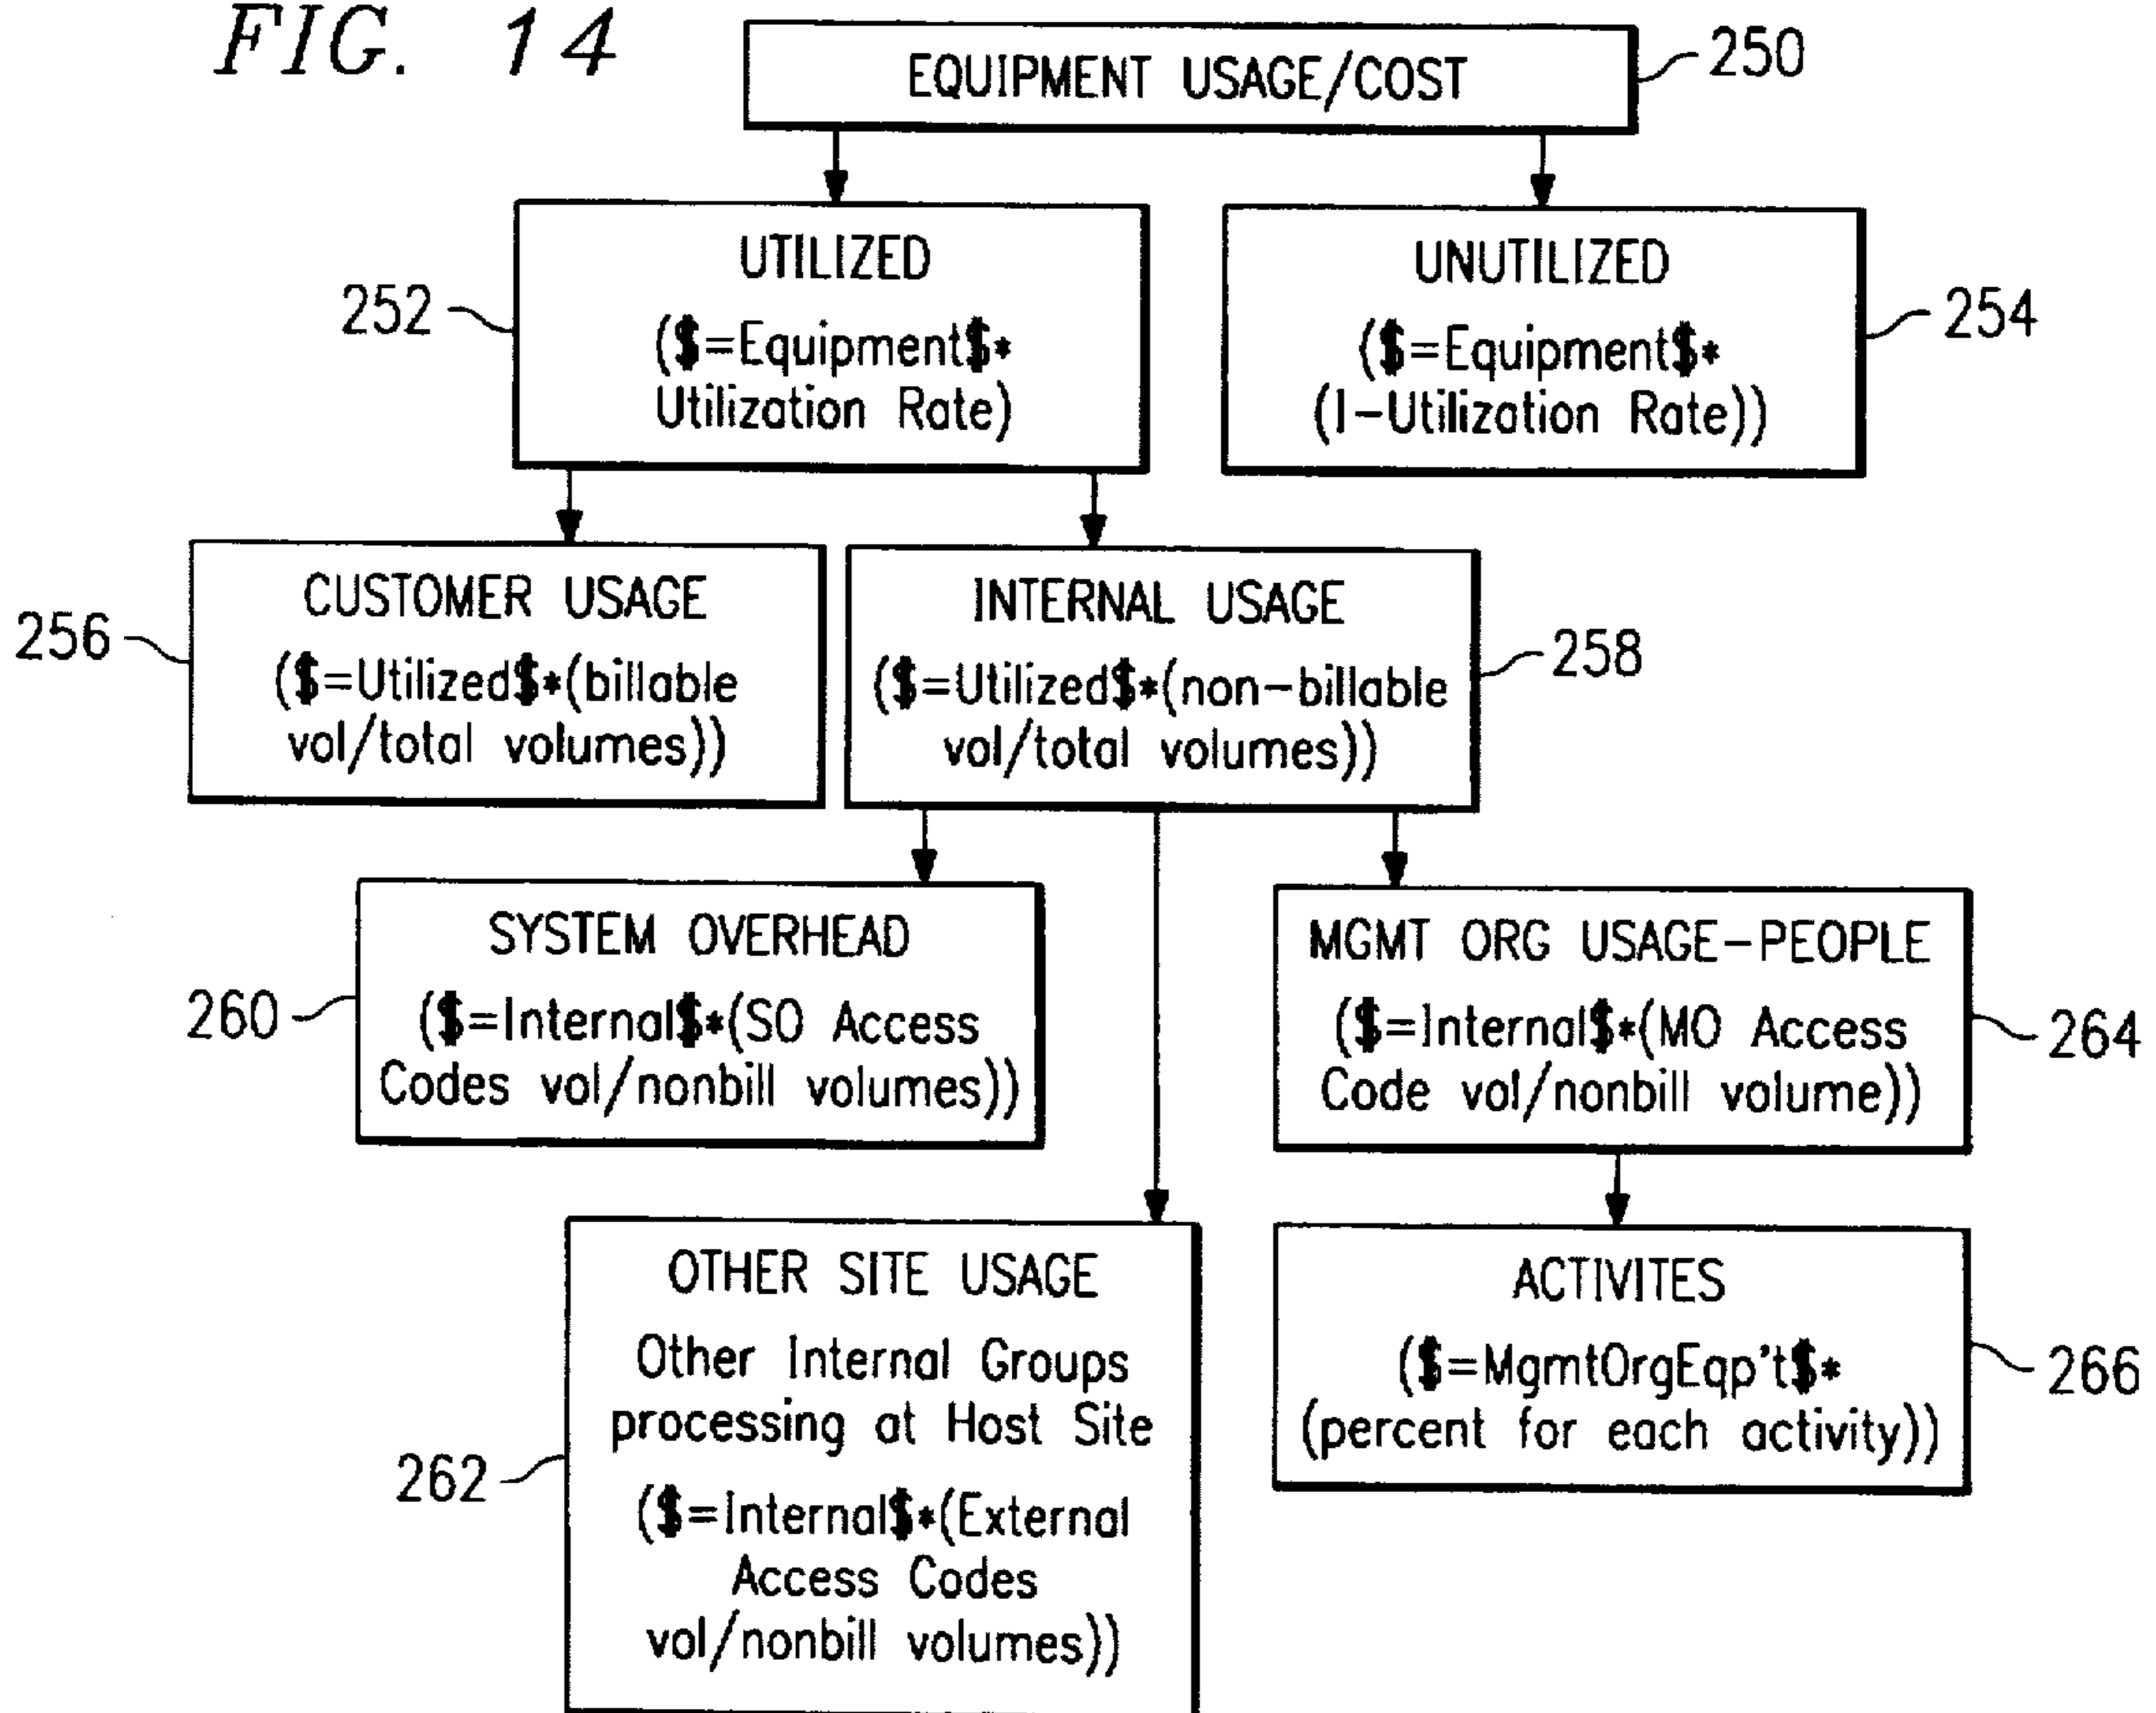 FIG. 14
EQUIPMENT USAGE/COST
250
UTILIZED
($=Equipment$*
Utilization Rate)
252
UNUTILIZED
($=Equipment$*
(I-Utilization Rate))
254
CUSTOMER USAGE
($=Utilized$*(billable
vol/total volumes))
256
INTERNAL USAGE
($=Utilized$*(non-billable
vol/total volumes))
258
SYSTEM OVERHEAD
($=Internal$*(SO Access
Codes vol/nonbill volumes))
260
MGMT ORG USAGE-PEOPLE
($=Internal$*(MO Access
Code vol/nonbill volume))
264
OTHER SITE USAGE
Other Internal Groups
processing at Host Site
($=Internal$*(External
Access Codes
vol/nonbill volumes))
262
ACTIVITES
($=MgmtOrgEqp't$*
(percent for each activity))
266